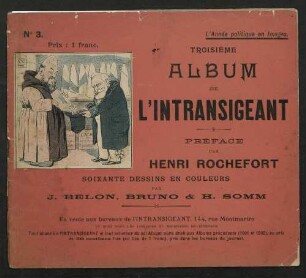 N° 3.
L'Année politique en images.
Prix : 1 franc.
TROISIÈME
ALBUM
DE
L'INTRANSIGEANT
PRÉFACE
PAR
HENRI ROCHEFORT
SOIXANTE DESSINS EN COULEURS
PAR
J. BELON, BRUNO & H. SOMM
En vente aux bureaux de l'INTRANSIGEANT, 144, rue Montmartre